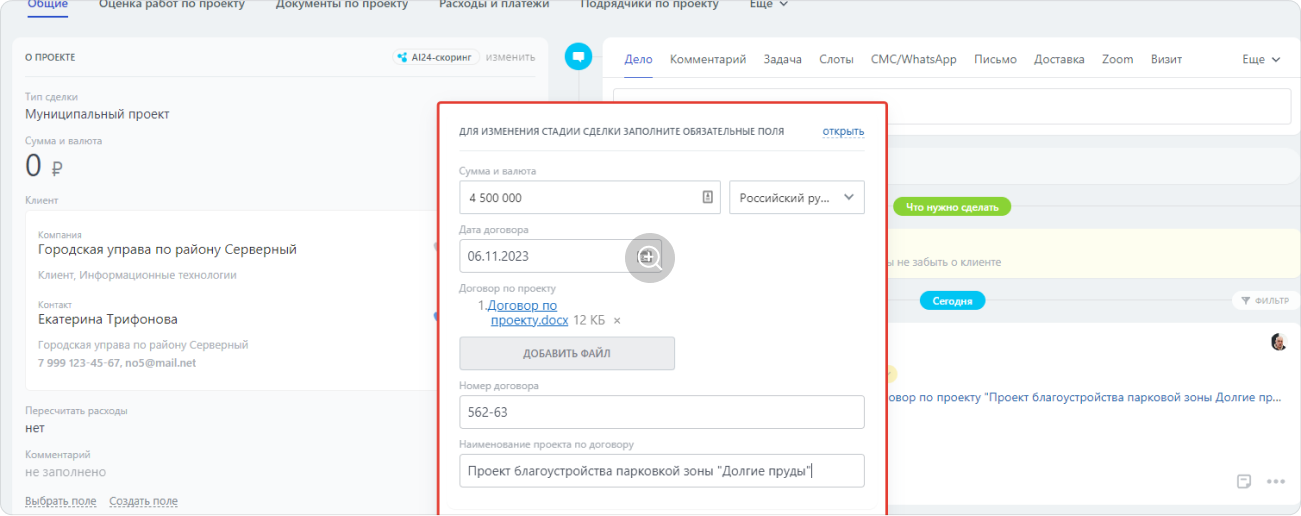 Общие Оценка работ по проекту Документы по проекту Расходы и платежи Подрядчики по проекту Еще
О ПРОЕКТЕ AI24-скоринг изменить
Тип сделки
Муниципальный проект
Сумма и валюта
0 ₽
Клиент
Компания
Городская управа по району Серверный
Клиент, Информационные технологии
Контакт
Екатерина Трифонова
Городская управа по району Серверный
7 999 123-45-67, no5@mail.net
Пересчитать расходы
нет
Комментарий
не заполнено
Выбрать поле Создать поле
ДЛЯ ИЗМЕНЕНИЯ СТАДИИ СДЕЛКИ ЗАПОЛНИТЕ ОБЯЗАТЕЛЬНЫЕ ПОЛЯ открыть
Сумма и валюта
4 500 000 Российский ру...
Дата договора
06.11.2023
Договор по проекту
1.Договор по
проекту.docx 12 КБ ×
ДОБАВИТЬ ФАЙЛ
Номер договора
562-63
Наименование проекта по договору
Проект благоустройства парковкой зоны "Долгие пруды"
Дело Комментарий Задача Слоты СМС/WhatsApp Письмо Доставка Zoom Визит Еще
Что нужно сделать
ы не забыть о клиенте
Сегодня ФИЛЬТР
овор по проекту "Проект благоустройства парковой зоны Долгие пр...